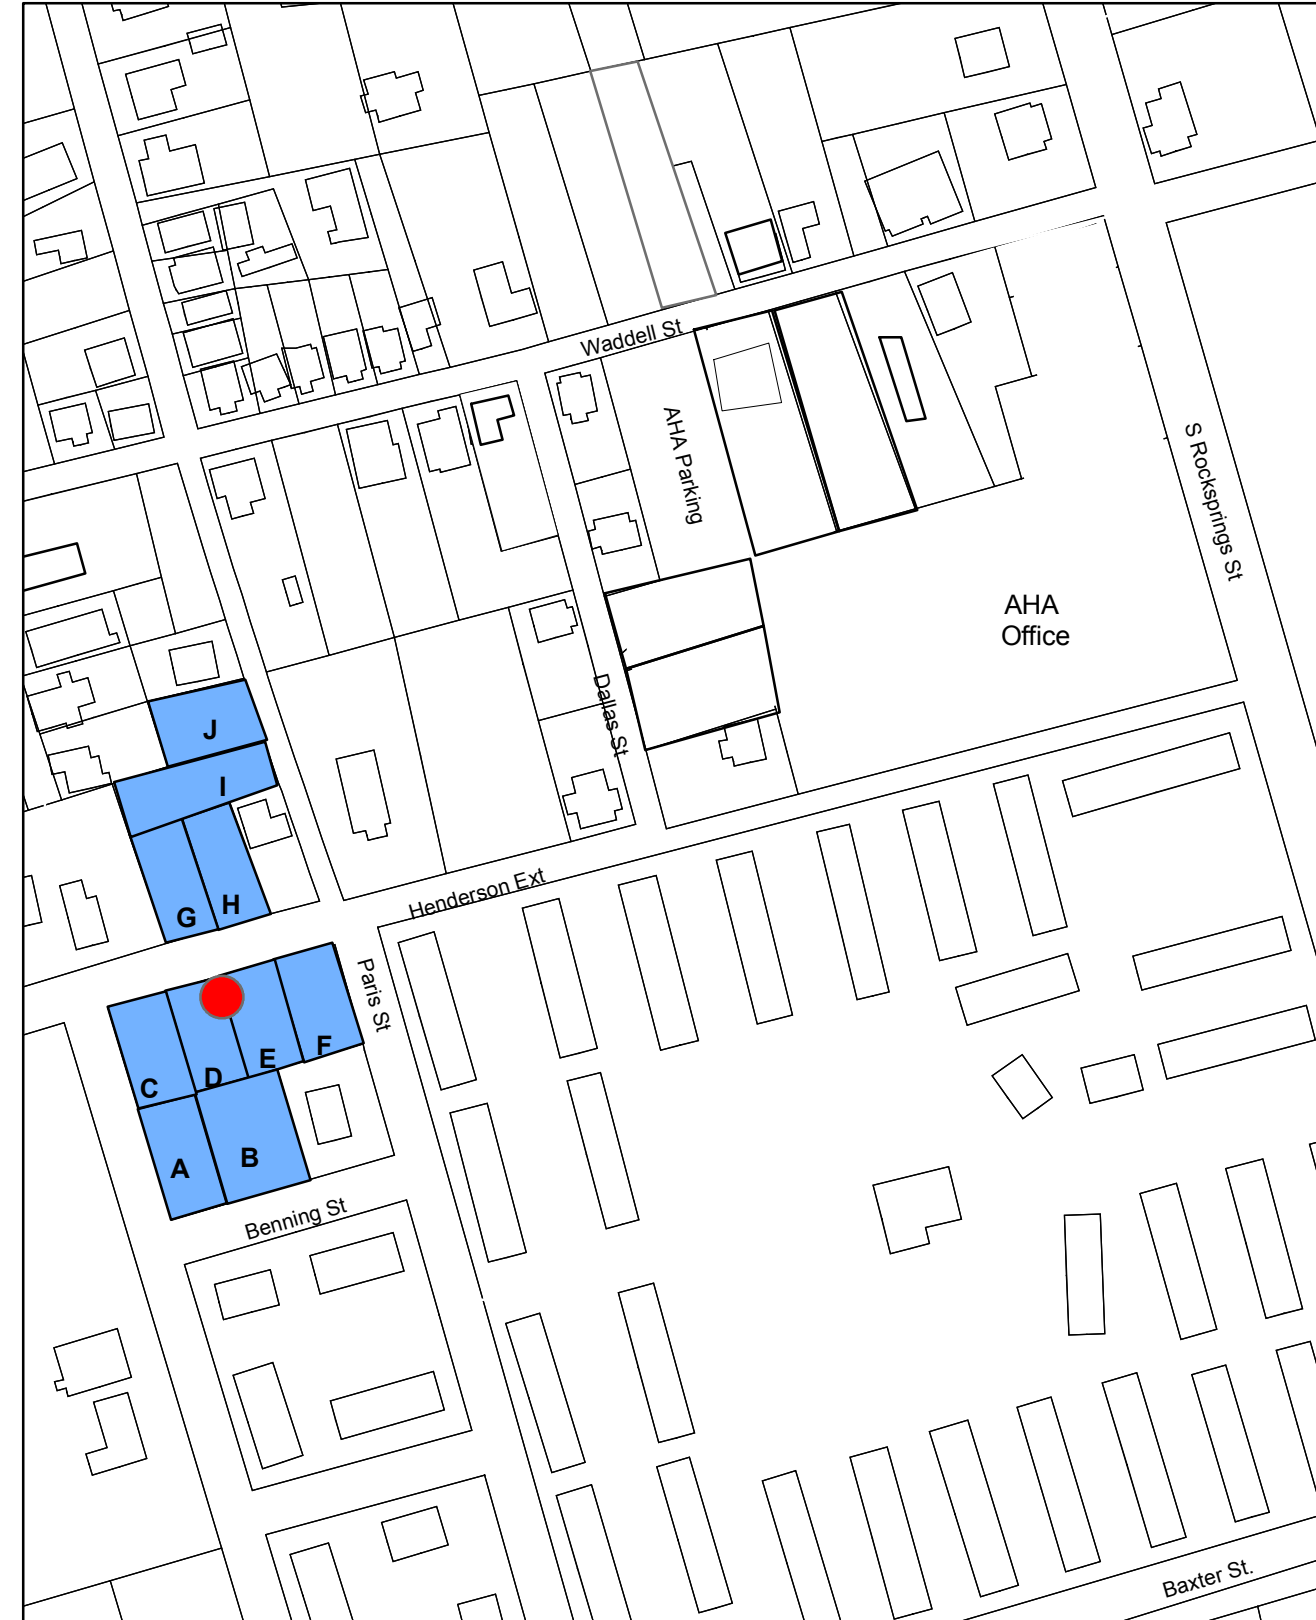 Waddell St
AHA Parking
S Rocksprings St
AHA
Office
Dallas St
J
I
H
G
Henderson Ext
Paris St
F
E
D
C
B
A
Benning St
Baxter St.